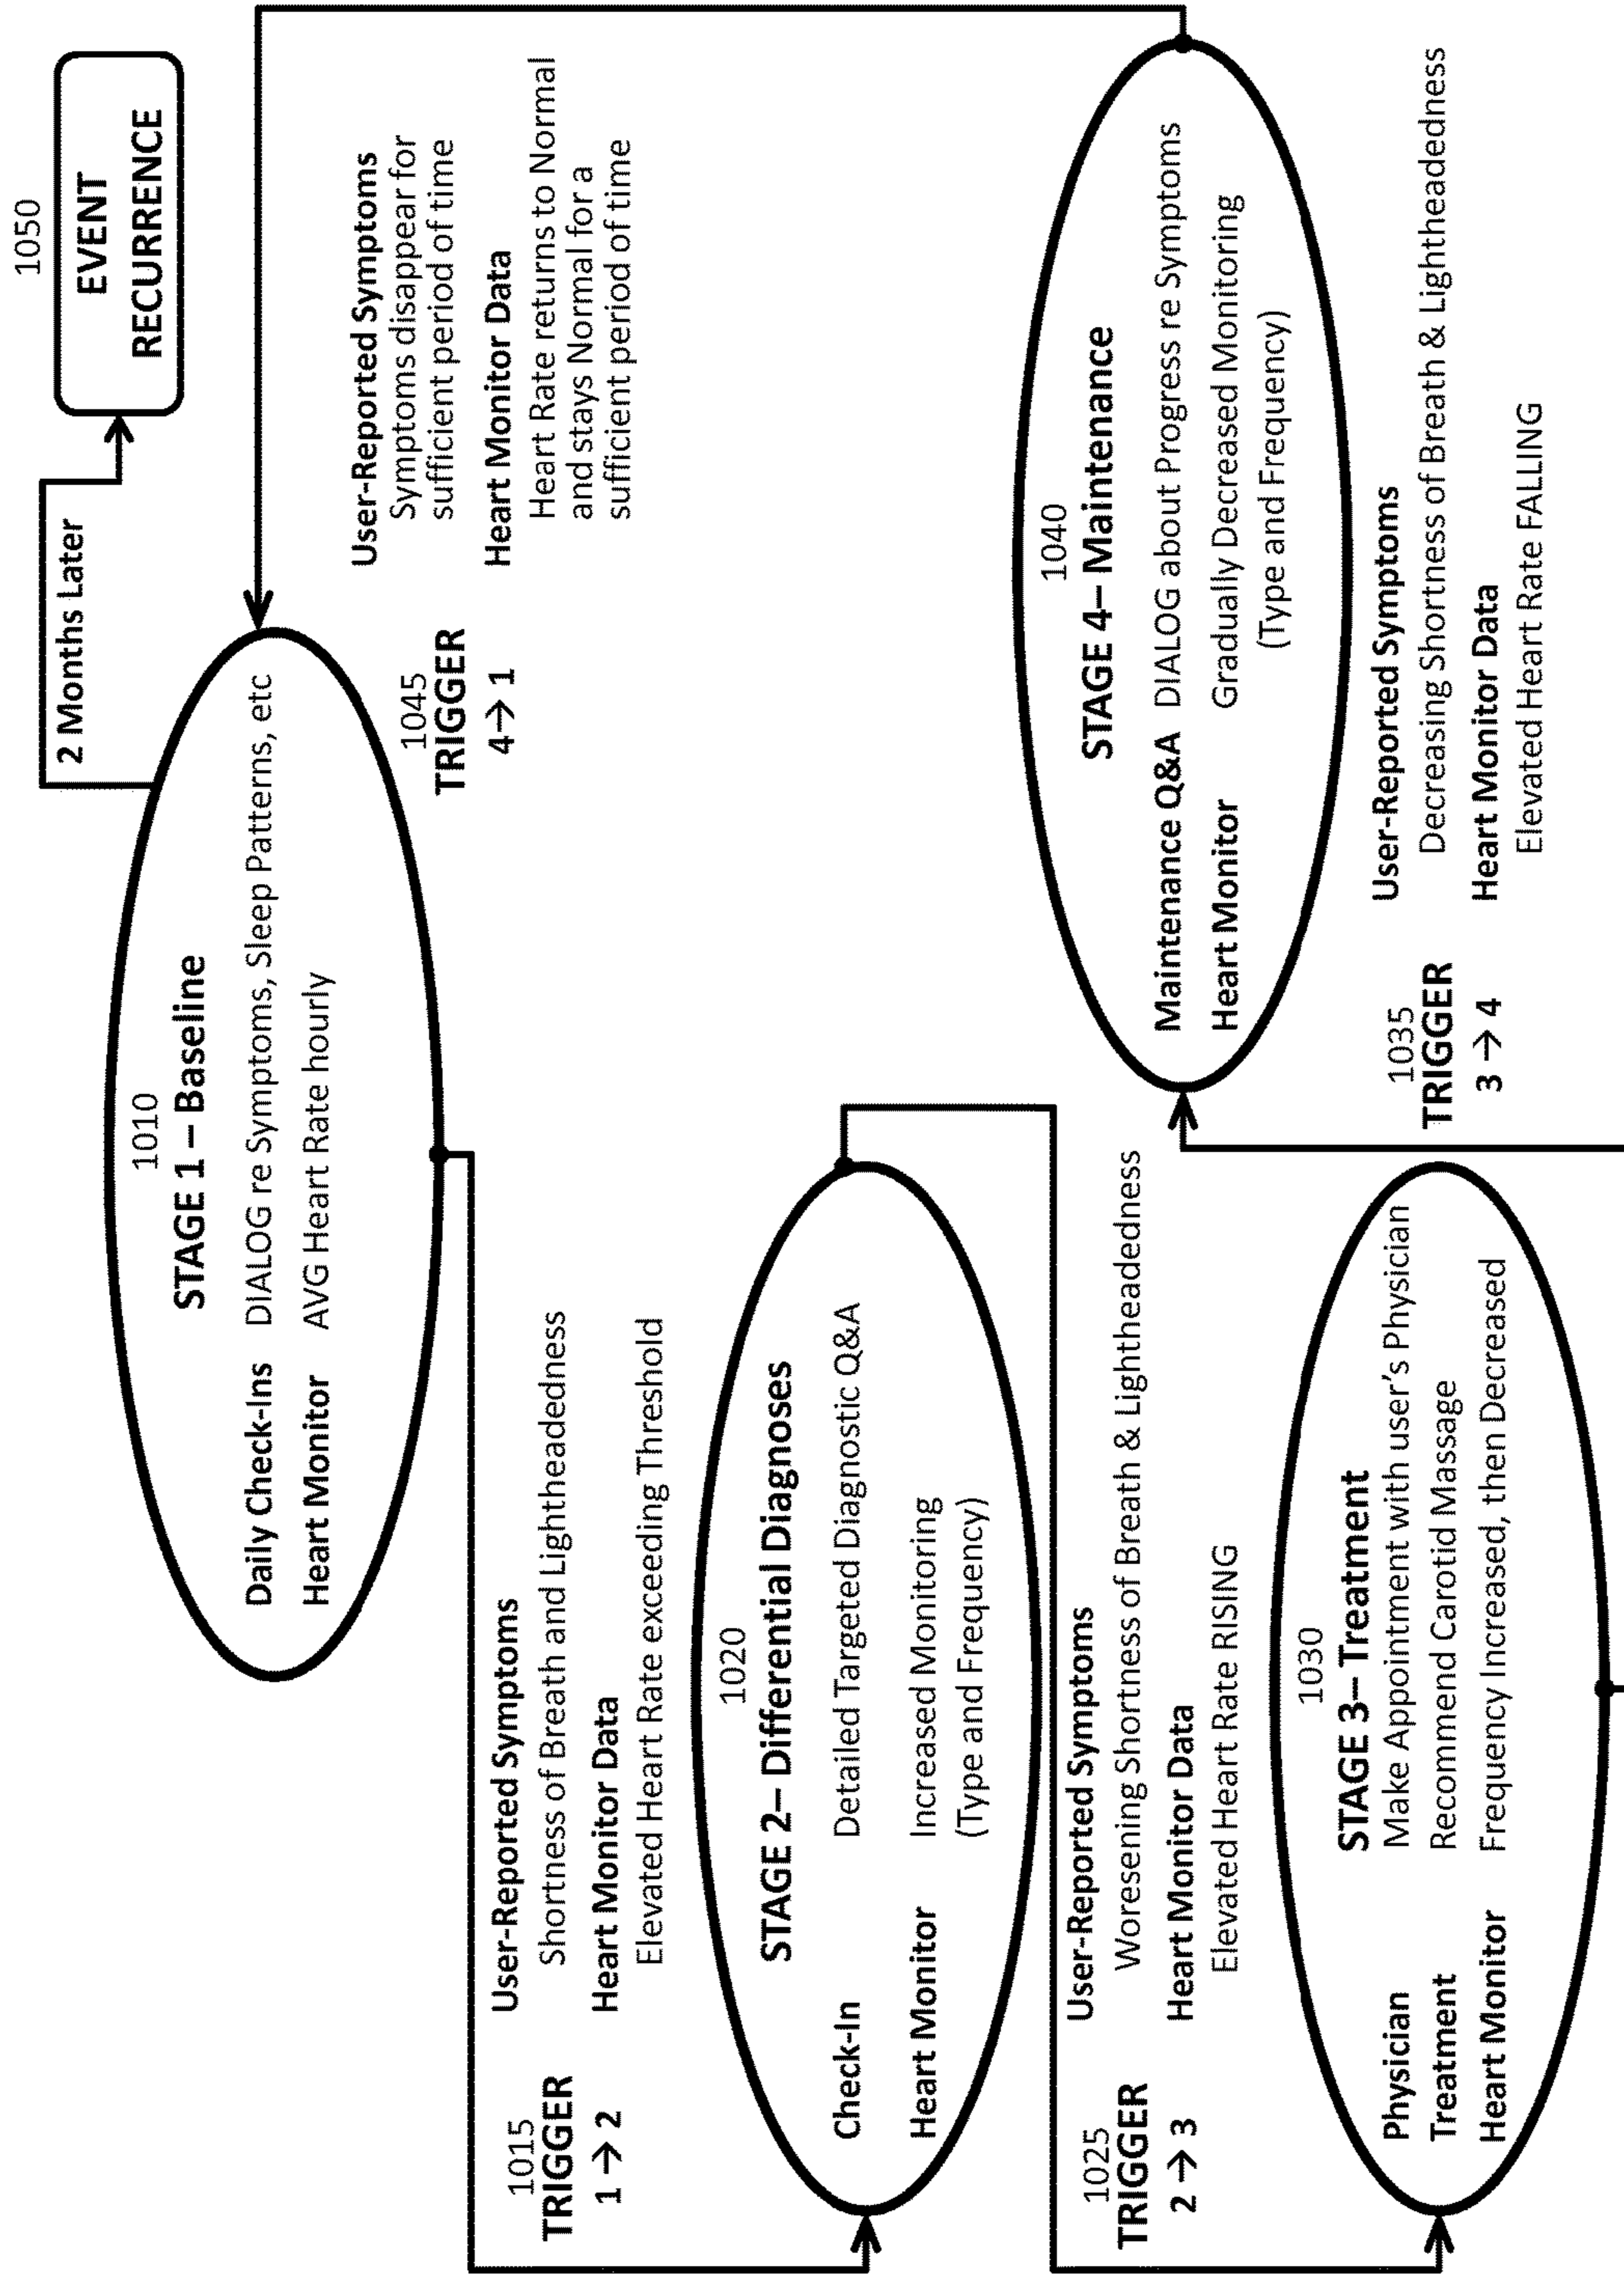 1050
EVENT
RECURRENCE
2 Months Later
1010
STAGE 1 – Baseline
Daily Check-Ins DIALOG re Symptoms, Sleep Patterns, etc
Heart Monitor AVG Heart Rate hourly
1015
TRIGGER
1 → 2
User-Reported Symptoms
Shortness of Breath and Lightheadedness
Heart Monitor Data
Elevated Heart Rate exceeding Threshold
1020
STAGE 2– Differential Diagnoses
Check-In Detailed Targeted Diagnostic Q&A
Heart Monitor Increased Monitoring
(Type and Frequency)
1025
TRIGGER
2 → 3
User-Reported Symptoms
Woresening Shortness of Breath & Lightheadedness
Heart Monitor Data
Elevated Heart Rate RISING
1030
STAGE 3– Treatment
Physician Make Appointment with user's Physician
Treatment Recommend Carotid Massage
Heart Monitor Frequency Increased, then Decreased
1035
TRIGGER
3 → 4
User-Reported Symptoms
Decreasing Shortness of Breath & Lightheadedness
Heart Monitor Data
Elevated Heart Rate FALLING
1040
STAGE 4– Maintenance
Maintenance Q&A DIALOG about Progress re Symptoms
Heart Monitor Gradually Decreased Monitoring
(Type and Frequency)
1045
TRIGGER
4→ 1
User-Reported Symptoms
Symptoms disappear for
sufficient period of time
Heart Monitor Data
Heart Rate returns to Normal
and stays Normal for a
sufficient period of time